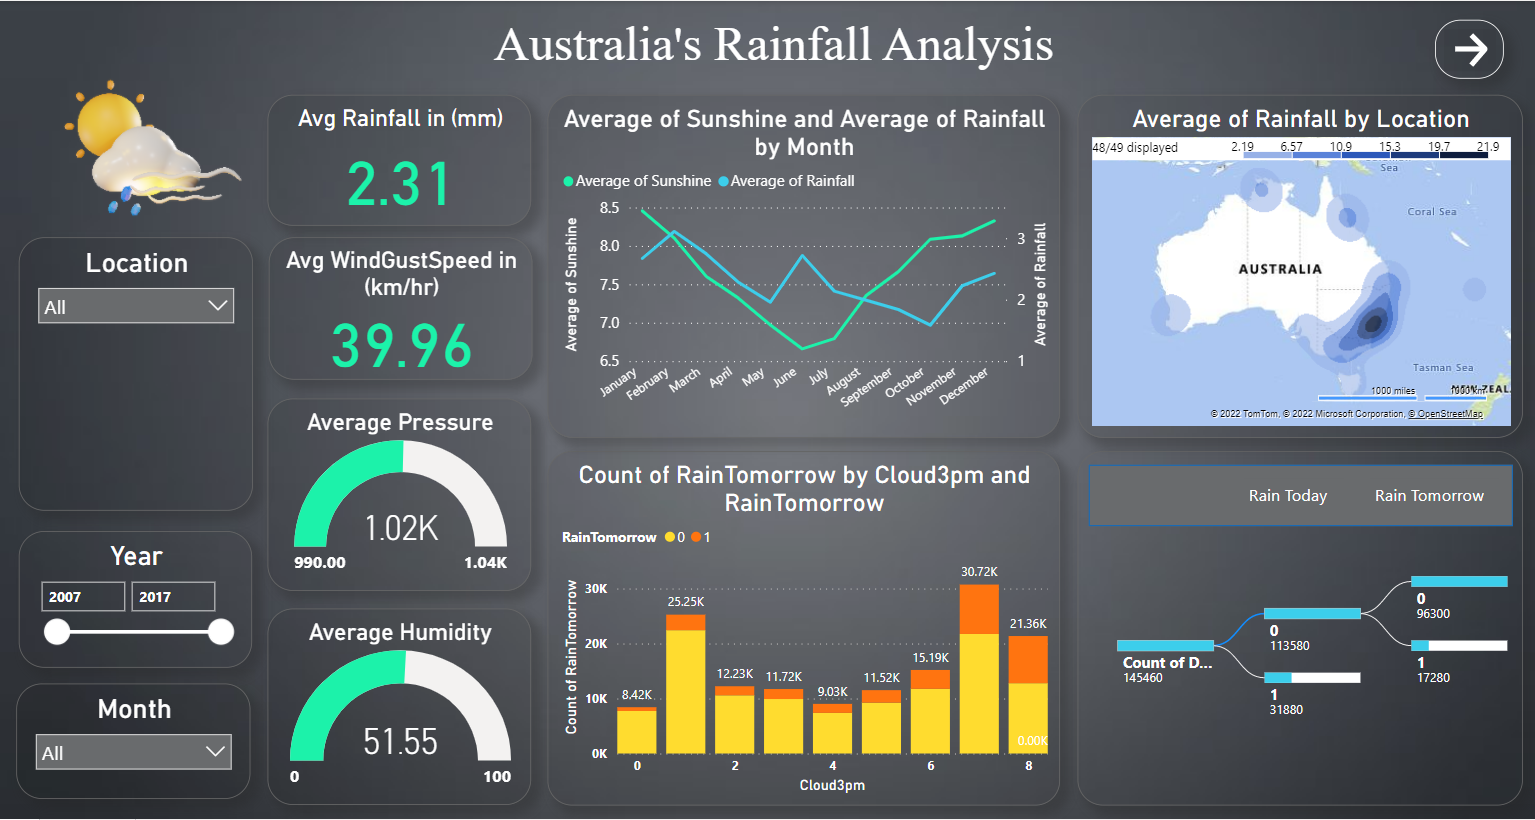 Australia's Rainfall Analysis
Location
All
Year
2007 2017
Month
All
Avg Rainfall in (mm)
2.31
Avg WindGustSpeed in
(km/hr)
39.96
Average Pressure
1.02K
990.00 1.04K
Average Humidity
51.55
0 100
Average of Sunshine and Average of Rainfall
by Month
Average of Sunshine Average of Rainfall
Average of Sunshine
8.5
8.0
7.5
7.0
6.5
3
2
1
Average of Rainfall
January February March April May June July August September October November December
Count of RainTomorrow by Cloud3pm and
RainTomorrow
RainTomorrow 0 1
Count of RainTomorrow
30K
20K
10K
0K
8.42K 25.25K 12.23K 11.72K 9.03K 11.52K 15.19K 30.72K 21.36K
0.00K
0 2 4 6 8
Cloud3pm
Average of Rainfall by Location
48/49 displayed 2.19 6.57 10.9 15.3 19.7 21.9
Sea
Coral Sea
AUSTRALIA
Tasman Sea
1000 miles 1000 km
© 2022 TomTom, © 2022 Microsoft Corporation, © OpenStreetMap
Rain Today Rain Tomorrow
Count of D...
145460
0
113580
1
31880
0
96300
1
17280